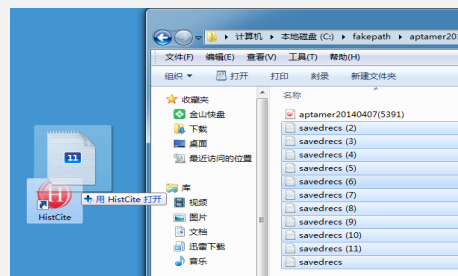 计算机 ▸ 本地磁盘 (C:) ▸ fakepath ▸ aptamer201
文件(F) 编辑(E) 查看(V) 工具(T) 帮助(H)
组织 打开 打印 刻录 新建文件夹
收藏夹
金山快盘
下载
桌面
最近访问的位置
库
视频
图片
文档
迅雷下载
音乐
名称
aptamer20140407(5391)
savedrecs (2)
savedrecs (3)
savedrecs (4)
savedrecs (5)
savedrecs (6)
savedrecs (7)
savedrecs (8)
savedrecs (9)
savedrecs (10)
savedrecs (11)
savedrecs
11
用 HistCite 打开
HistCite